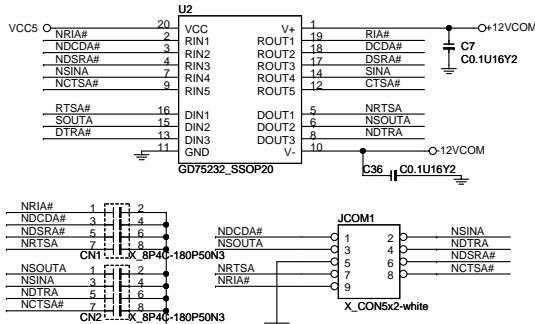 U2
VCC5 20 VCC V+ 1 +12VCOM
NRIA# 2 RIN1 ROUT1 19 RIA#
NDCDA# 3 RIN2 ROUT2 18 DCDA#
NDSRA# 4 RIN3 ROUT3 17 DSRA#
NSINA 7 RIN4 ROUT4 14 SINA
NCTSA# 9 RIN5 ROUT5 12 CTSA#
C7
C0.1U16Y2
RTSA# 16 DIN1 DOUT1 5 NRTSA
SOUTA 15 DIN2 DOUT2 6 NSOUTA
DTRA# 13 DIN3 DOUT3 8 NDTRA
11 GND V- 10 -12VCOM
GD75232_SSOP20
C36 C0.1U16Y2
NRIA# 1 2
NDCDA# 3 4
NDSRA# 5 6
NRTSA 7 8
CN1 X_8P4C-180P50N3
NSOUTA 1 2
NSINA 3 4
NDTRA 5 6
NCTSA# 7 8
CN2 X_8P4C-180P50N3
JCOM1
NDCDA# 1 2 NSINA
NSOUTA 3 4 NDTRA
5 6 NDSRA#
NRTSA 7 8 NCTSA#
NRIA# 9
X_CON5x2-white